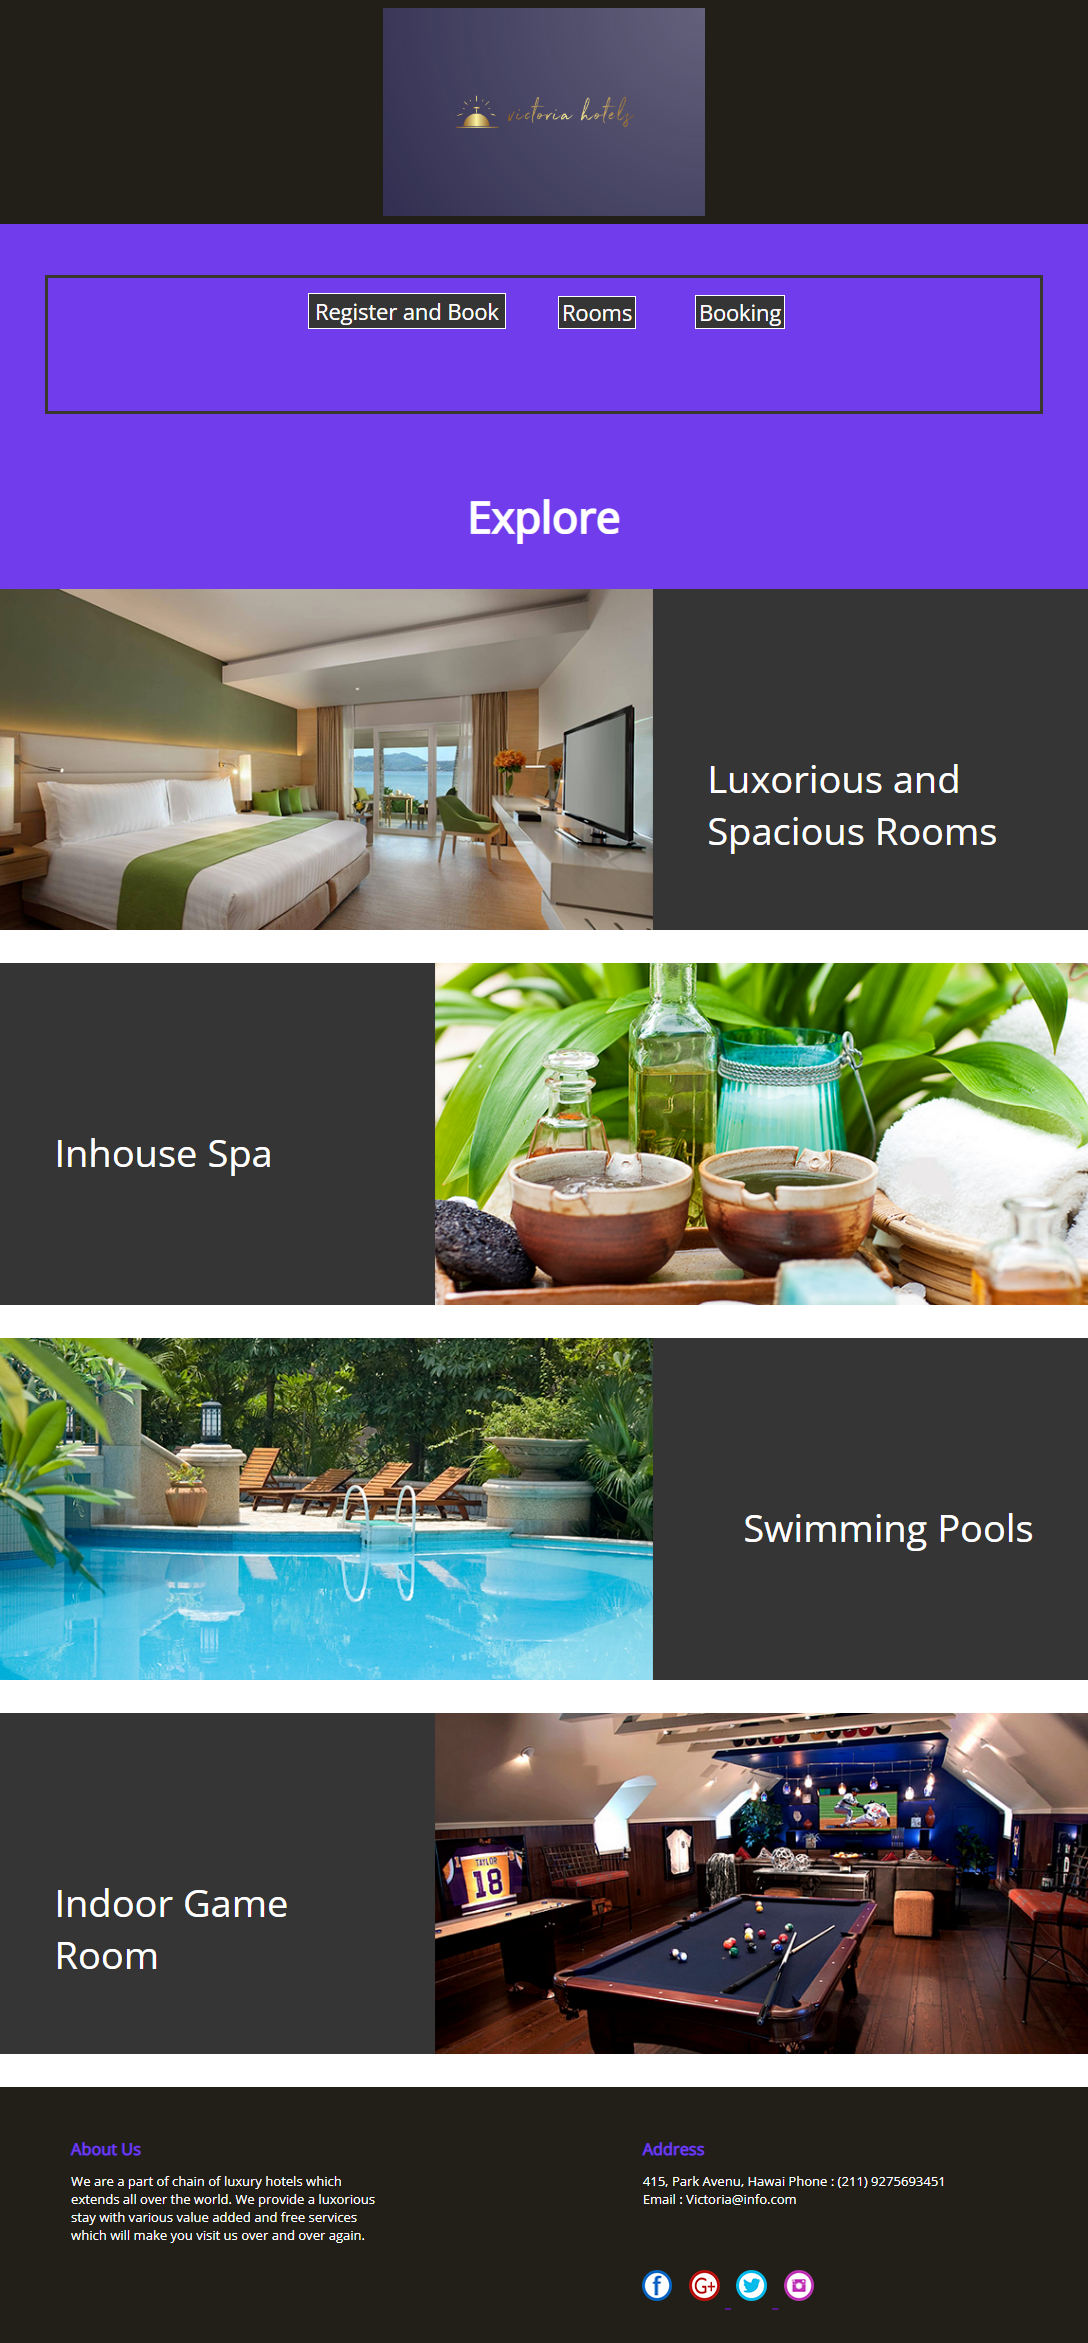 victoria hotels
Register and Book
Rooms
Booking
Explore
Luxorious and
Spacious Rooms
Inhouse Spa
Swimming Pools
TAYLOR
18
Indoor Game
Room
About Us
We are a part of chain of luxury hotels which
extends all over the world. We provide a luxorious
stay with various value added and free services
which will make you visit us over and over again.
Address
415, Park Avenu, Hawai Phone : (211) 9275693451
Email : Victoria@info.com
f
G+